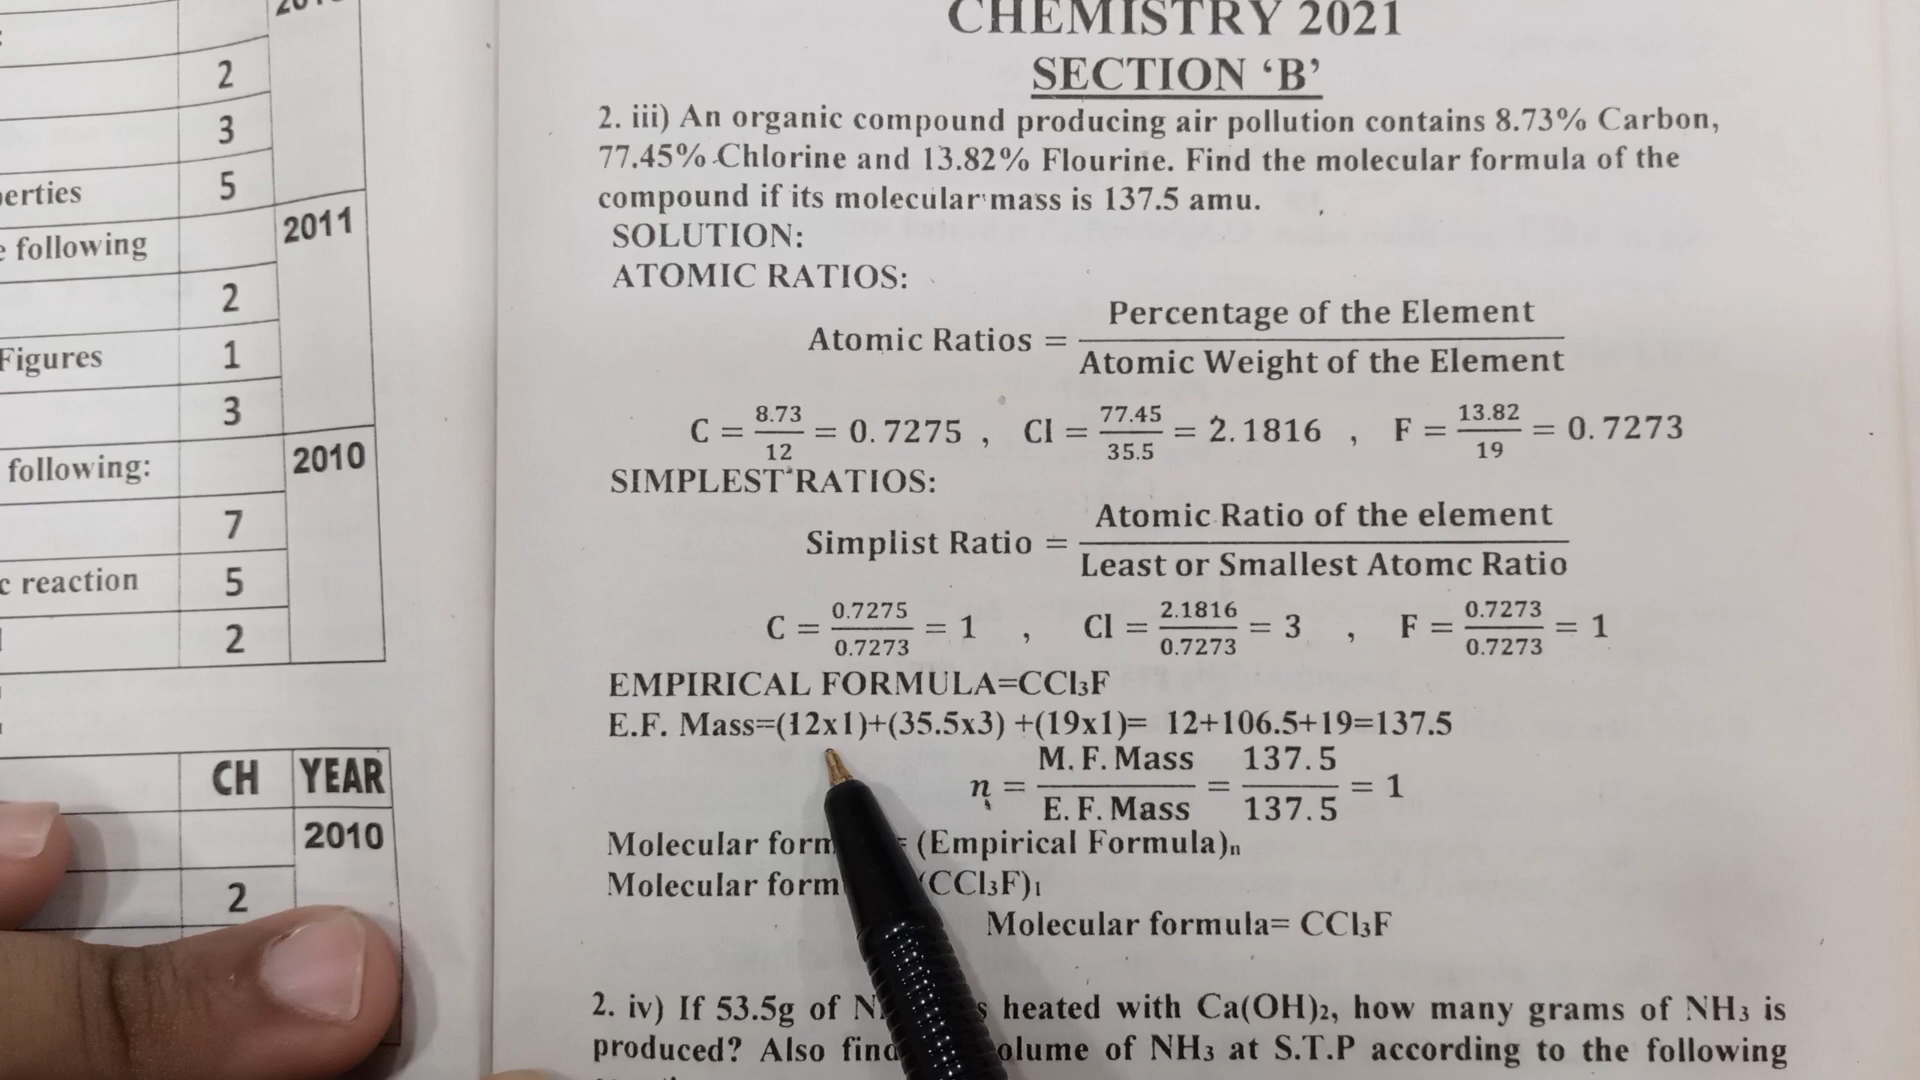 2
3
perties 5
e following
2011
2
Figures 1
3
following:
2010
7
c reaction 5
2
CH YEAR
2010
2
CHEMISTRY 2021
SECTION ‘B’
2. iii) An organic compound producing air pollution contains 8.73% Carbon,
77.45% Chlorine and 13.82% Flourine. Find the molecular formula of the
compound if its molecular mass is 137.5 amu.
SOLUTION:
ATOMIC RATIOS:
Atomic Ratios = Percentage of the Element / Atomic Weight of the Element
C = 8.73/12 = 0.7275 , Cl = 77.45/35.5 = 2.1816 , F = 13.82/19 = 0.7273
SIMPLEST RATIOS:
Simplist Ratio = Atomic Ratio of the element / Least or Smallest Atomc Ratio
C = 0.7275/0.7273 = 1 , Cl = 2.1816/0.7273 = 3 , F = 0.7273/0.7273 = 1
EMPIRICAL FORMULA=CCl₃F
E.F. Mass=(12x1)+(35.5x3) +(19x1)= 12+106.5+19=137.5
n = M.F.Mass/E.F.Mass = 137.5/137.5 = 1
Molecular form = (Empirical Formula)ₙ
Molecular form (CCl₃F)₁
Molecular formula= CCl₃F
2. iv) If 53.5g of heated with Ca(OH)₂, how many grams of NH₃ is
produced? Also find olume of NH₃ at S.T.P according to the following